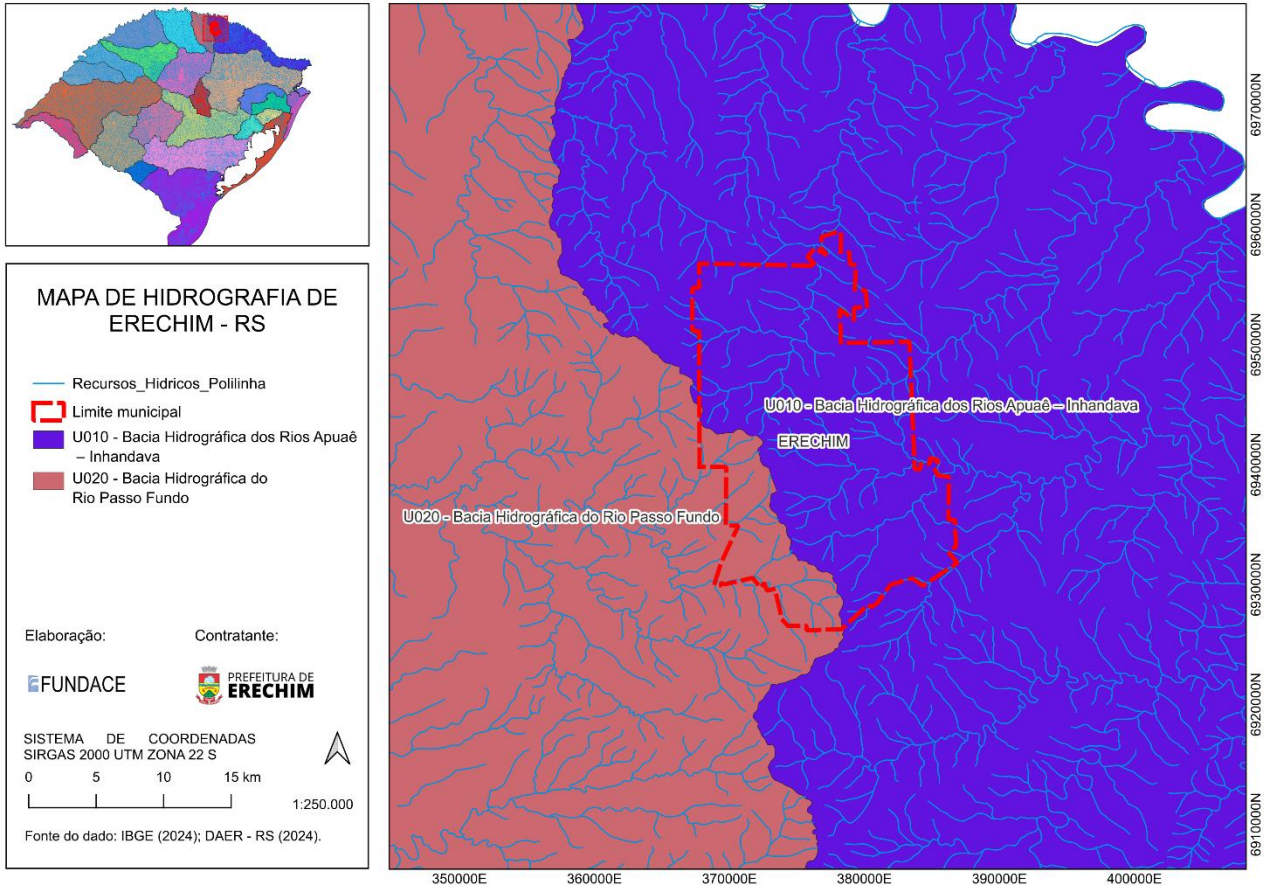 MAPA DE HIDROGRAFIA DE
ERECHIM - RS
Recursos_Hidricos_Polilinha
Limite municipal
U010 - Bacia Hidrográfica dos Rios Apuaê
– Inhandava
U020 - Bacia Hidrográfica do
Rio Passo Fundo
Elaboração:
Contratante:
FUNDACE
PREFEITURA DE
ERECHIM
SISTEMA DE COORDENADAS
SIRGAS 2000 UTM ZONA 22 S
0 5 10 15 km
1:250.000
Fonte do dado: IBGE (2024); DAER - RS (2024).
U010 - Bacia Hidrográfica dos Rios Apuaê – Inhandava
ERECHIM
U020 - Bacia Hidrográfica do Rio Passo Fundo
6970000N
6960000N
6950000N
6940000N
6930000N
6920000N
6910000N
350000E 360000E 370000E 380000E 390000E 400000E